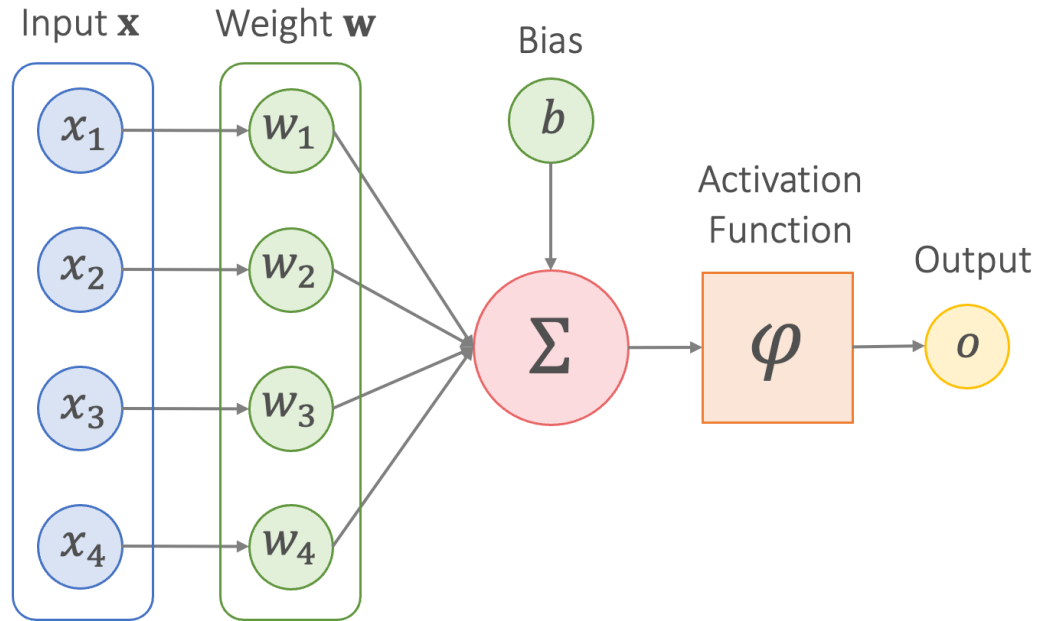 Input x
Weight w
Bias
x₁
w₁
b
Activation
Function
x₂
w₂
Output
Σ
φ
o
x₃
w₃
x₄
w₄